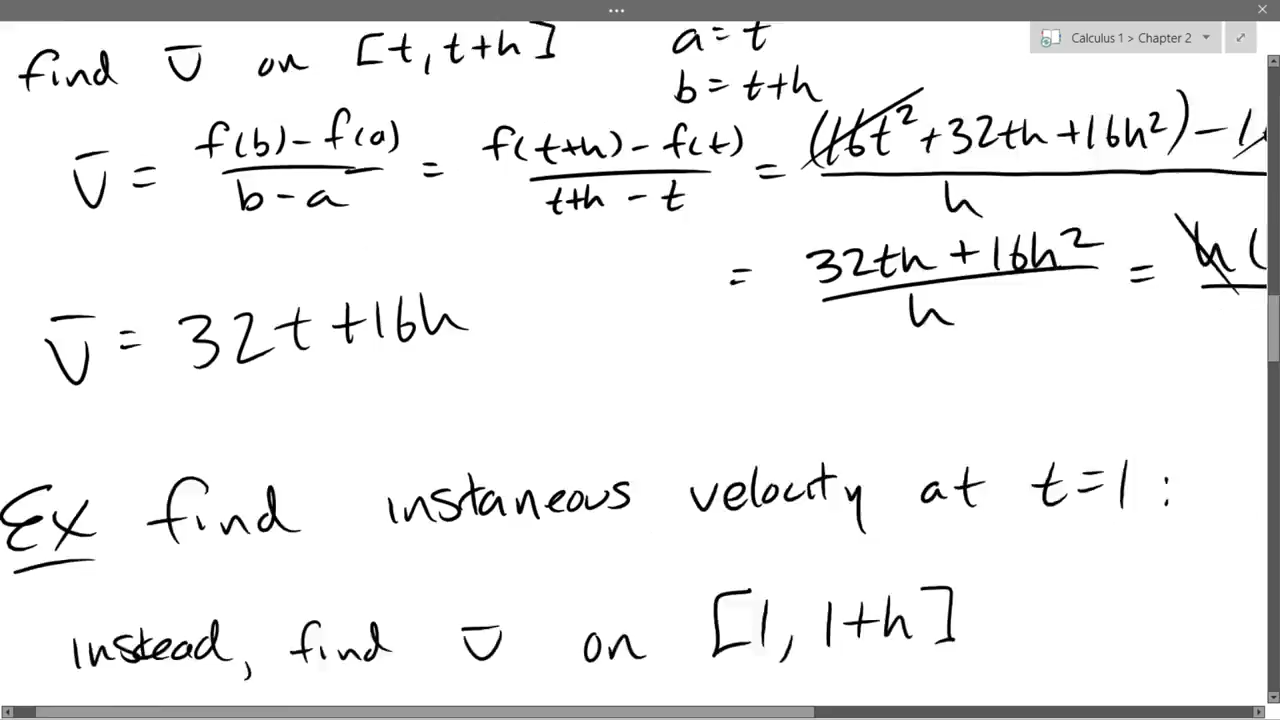 ...
Calculus 1 > Chapter 2
find v̅ on [t, t+h] a = t
b = t+h
v̅ = f(b) - f(a) / b - a = f(t+h) - f(t) / t+h - t = (16t² + 32th + 16h²) - 1 / h
= 32th + 16h² / h = h (
v̅ = 32t + 16h
Ex find instaneous velocity at t=1 :
instead, find v̅ on [1, 1+h]